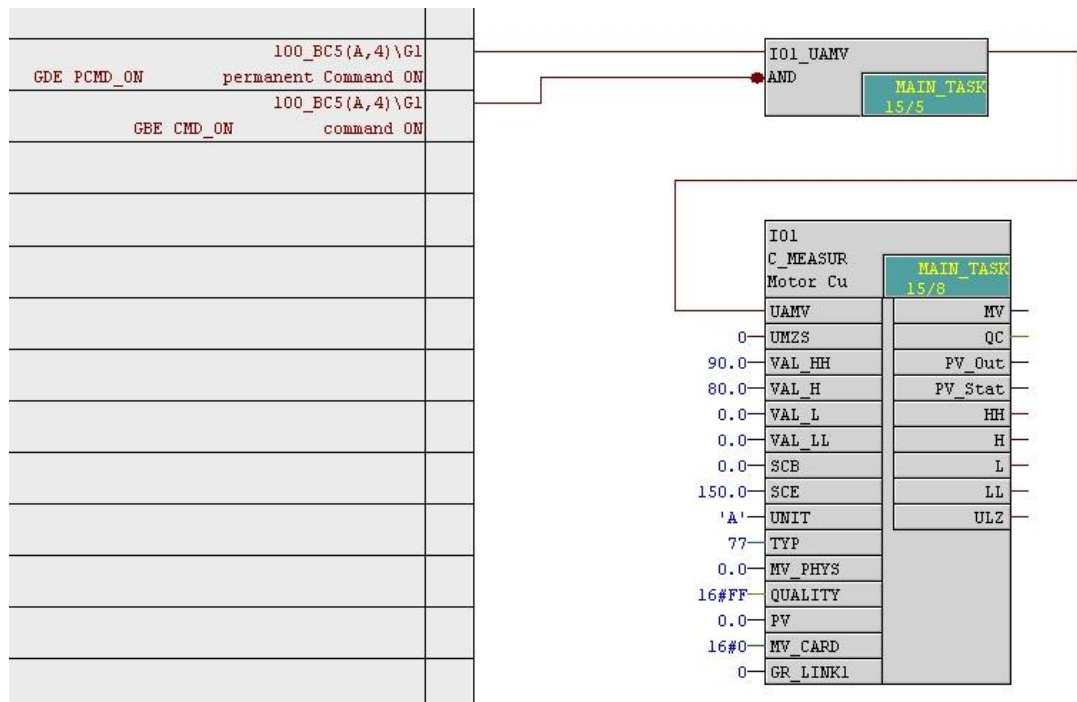 100_BC5(A,4)\G1
GDE PCMD_ON permanent Command ON
100_BC5(A,4)\G1
GBE CMD_ON command ON
I01_UAMV
AND
MAIN_TASK
15/5
I01
C_MEASUR
Motor Cu
MAIN_TASK
15/8
UAMV MV
0 UMZS QC
90.0 VAL_HH PV_Out
80.0 VAL_H PV_Stat
0.0 VAL_L HH
0.0 VAL_LL H
0.0 SCB L
150.0 SCE LL
'A' UNIT ULZ
77 TYP
0.0 MV_PHYS
16#FF QUALITY
0.0 PV
16#0 MV_CARD
0 GR_LINK1